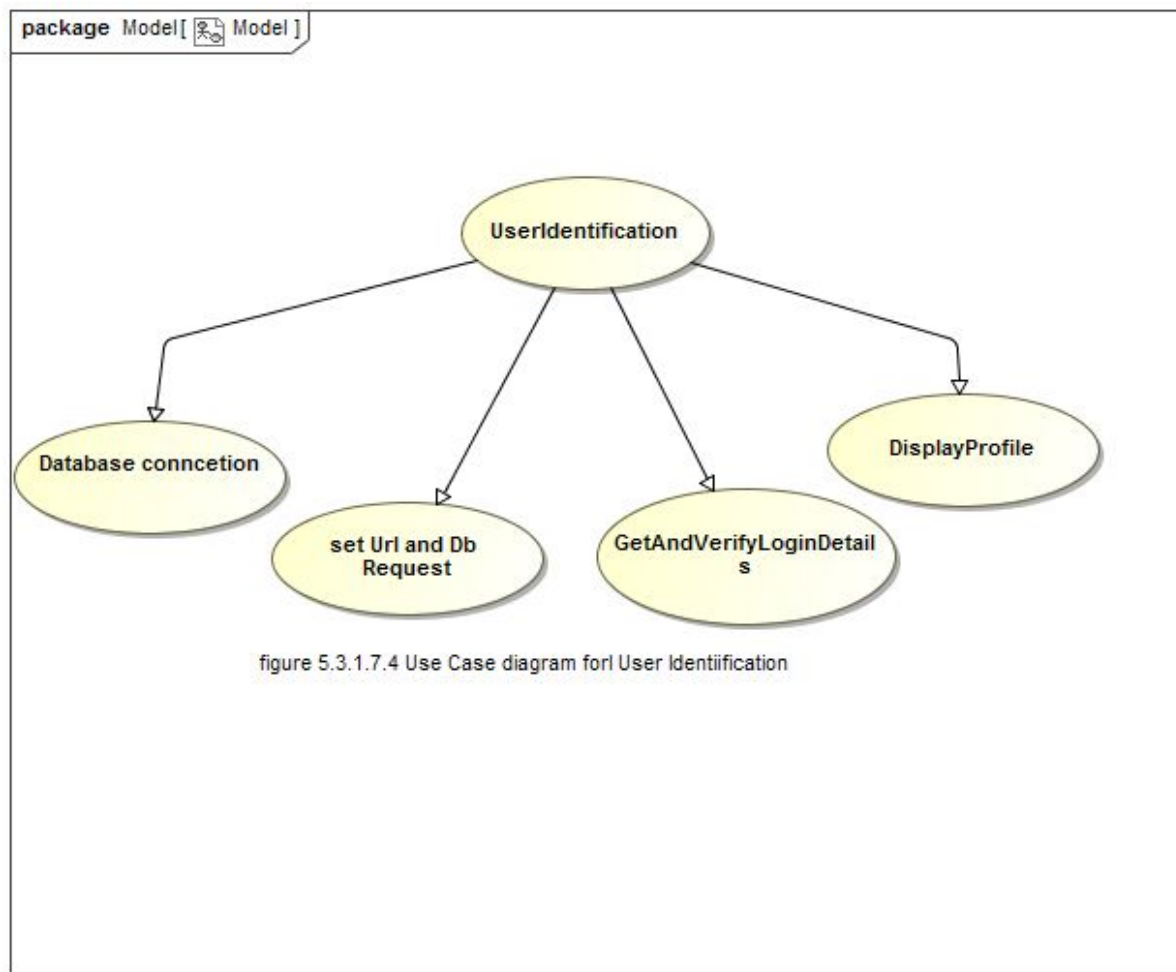 package Model[ Model ]
UserIdentification
Database conncetion
set Url and Db
Request
GetAndVerifyLoginDetail
s
DisplayProfile
figure 5.3.1.7.4 Use Case diagram forl User Identiification